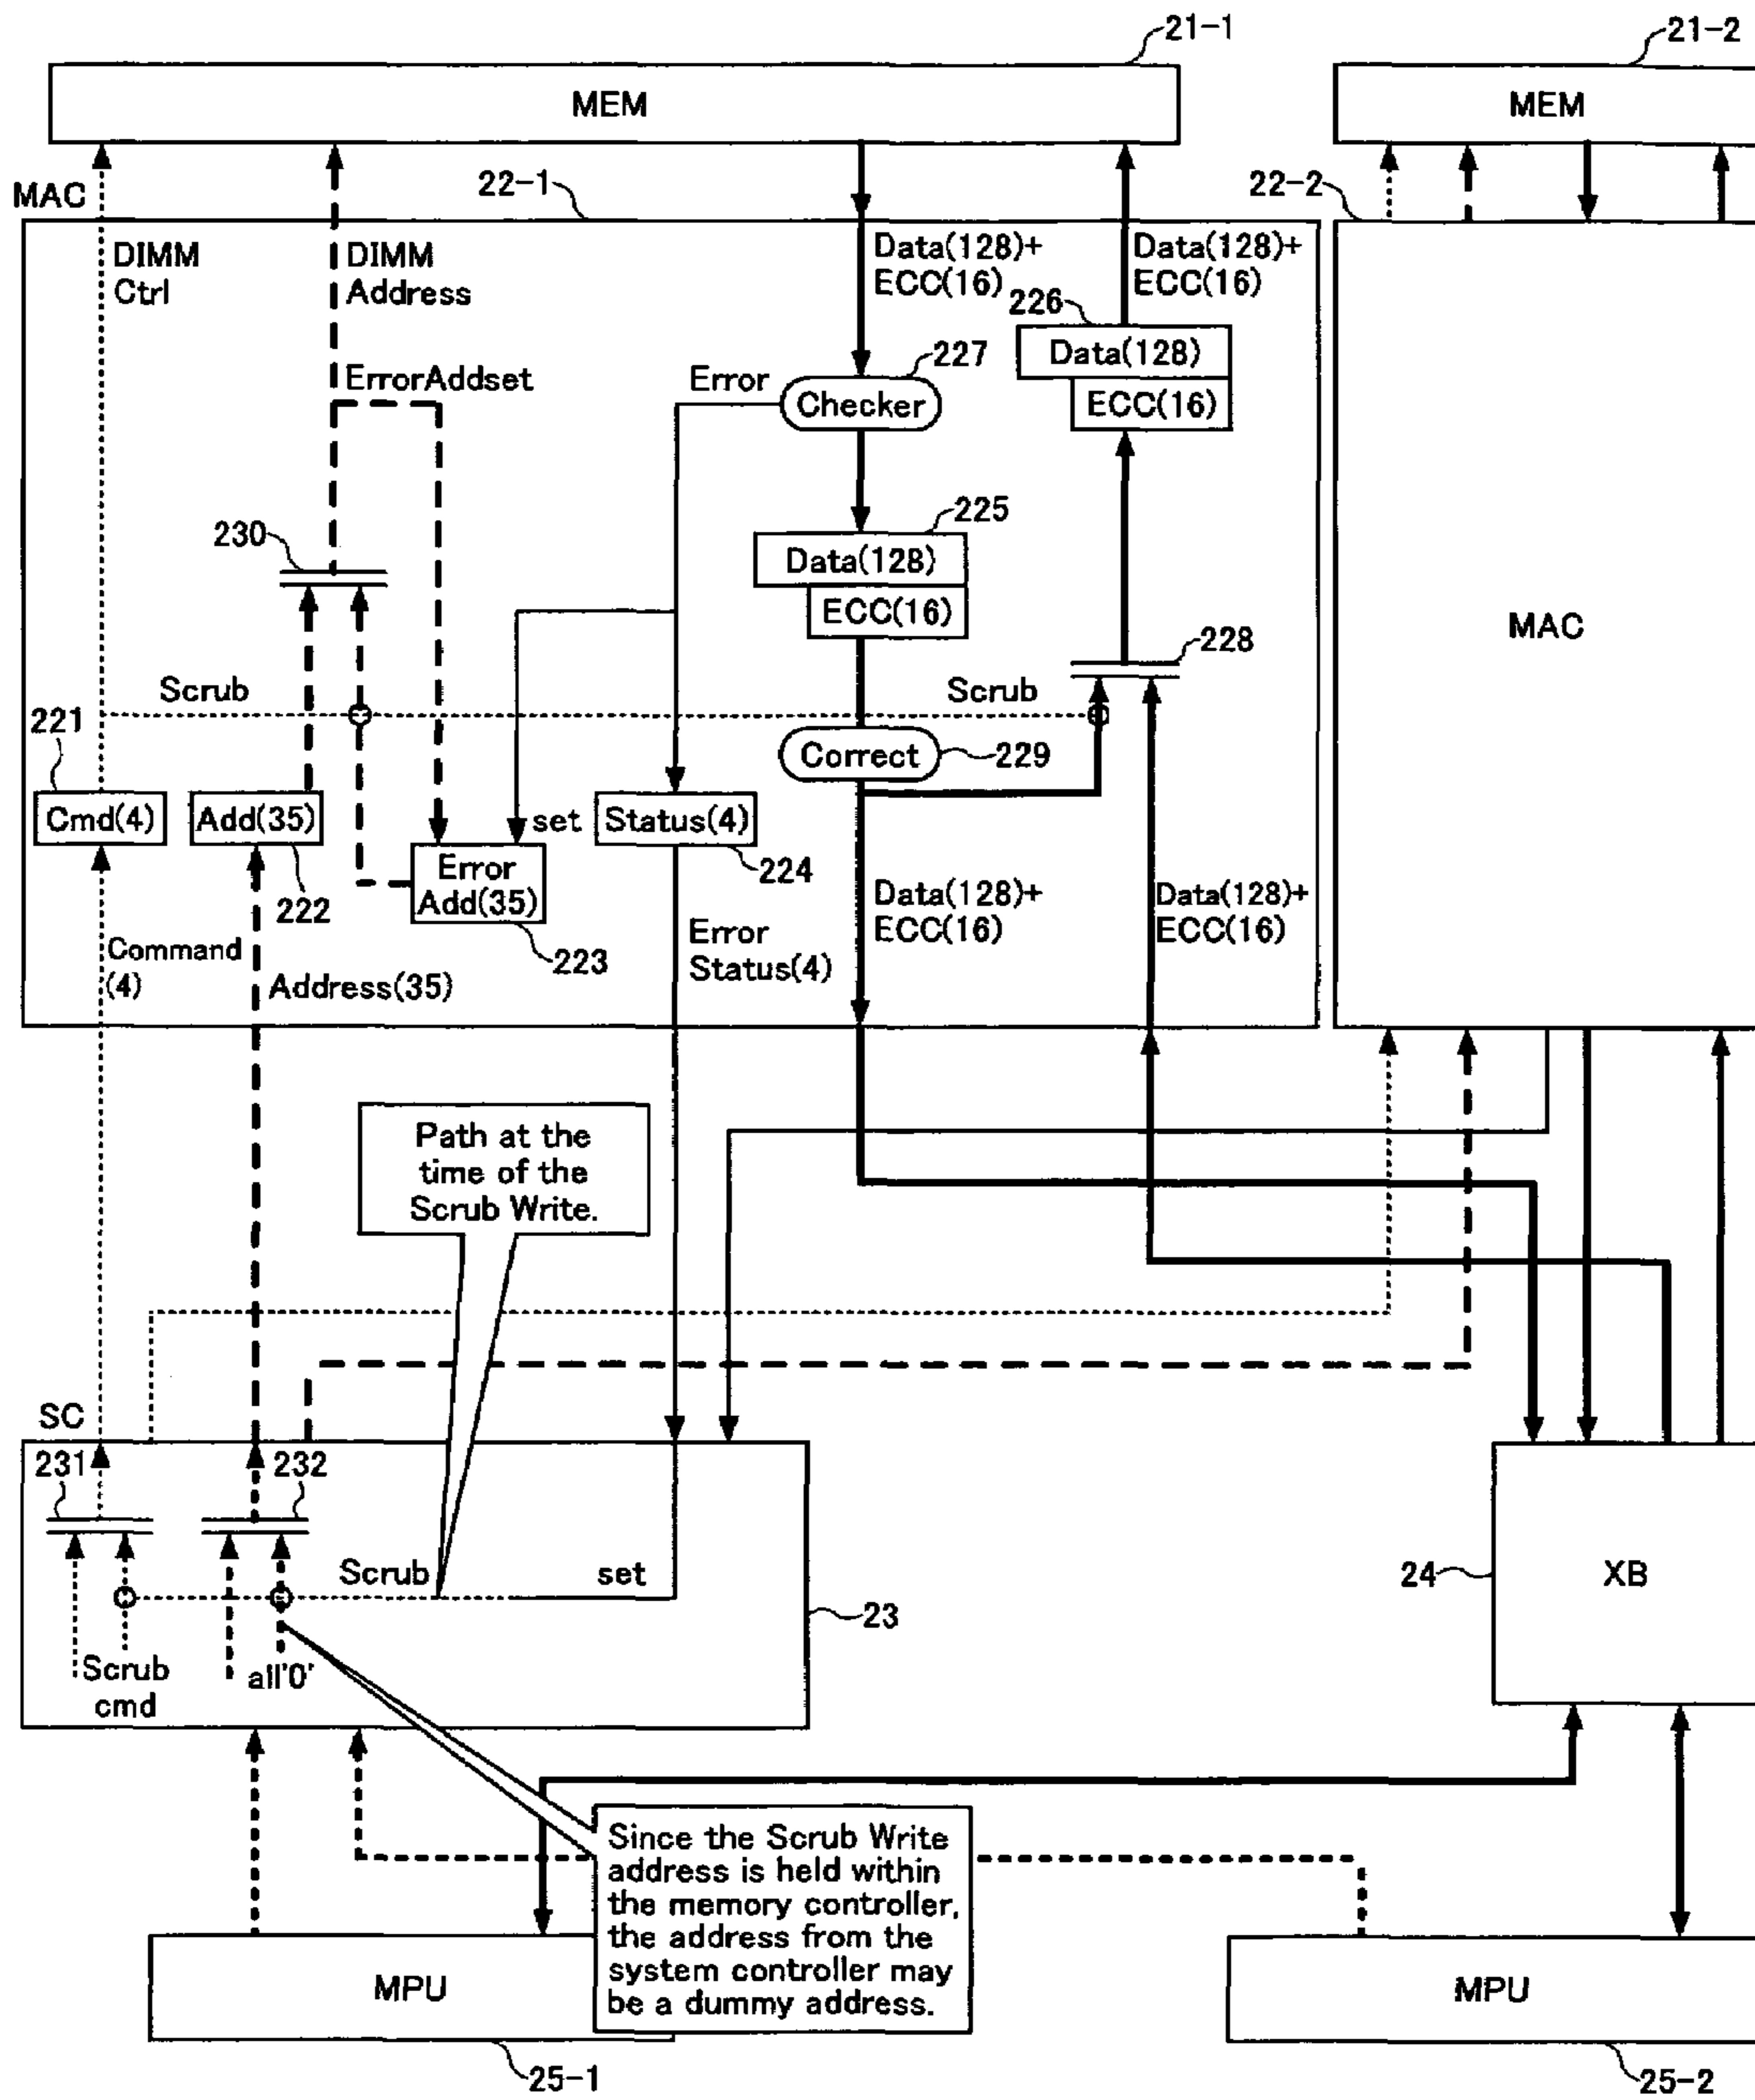 21-1
21-2
MEM
MEM
MAC
22-1
22-2
DIMM
Ctrl
DIMM
Address
Data(128)+
ECC(16)
Data(128)+
ECC(16)
226
Data(128)
ECC(16)
ErrorAddset
Error
227
Checker
225
Data(128)
ECC(16)
230
MAC
228
Scrub
Scrub
221
Correct
229
Cmd(4)
Add(35)
set
Status(4)
Error
Add(35)
222
224
223
Command
(4)
Address(35)
Error
Status(4)
Data(128)+
ECC(16)
Data(128)+
ECC(16)
Path at the
time of the
Scrub Write.
SC
231
232
Scrub
set
24
XB
23
Scrub
cmd
all'0'
Since the Scrub Write
address is held within
the memory controller,
the address from the
system controller may
be a dummy address.
MPU
MPU
25-1
25-2